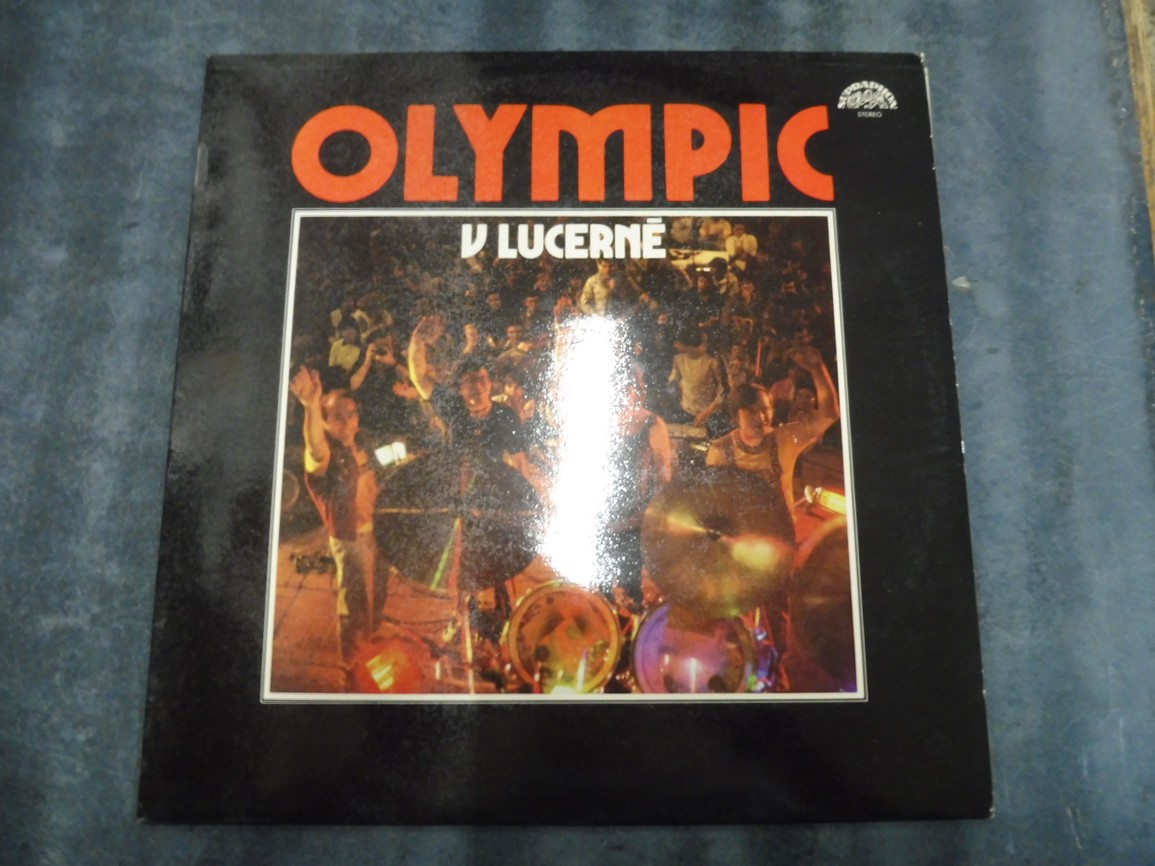 OLYMPIC
SUPRAPHON
STEREO
V LUCERNĚ